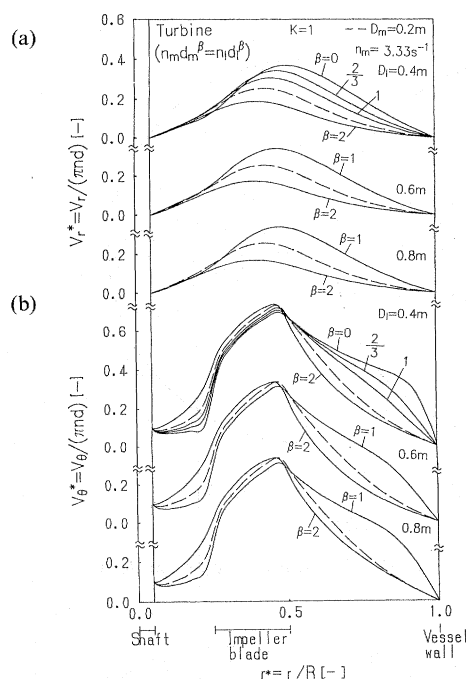 (a)
Turbine K=1 --- Dm=0.2m
(nmdm^β=nldl^β) nm=3.33s⁻¹
β=0 2/3 Dl=0.4m
1
β=2
Vr*=Vr/(πnd) [-]
0.6
0.4
0.2
0.0
β=1
0.2
β=2
0.6m
0.0
β=1
0.2
β=2
0.8m
0.0
(b)
Dl=0.4m
Vθ*=Vθ/(πnd) [-]
0.6
β=0
2/3
1
0.4
β=2
0.2
0.0
β=1
β=2
0.6m
0.2
0.0
β=1
β=2
0.8m
0.2
0.0
0.0 0.5 1.0
Shaft Impeller blade Vessel wall
r*=r/R [-]